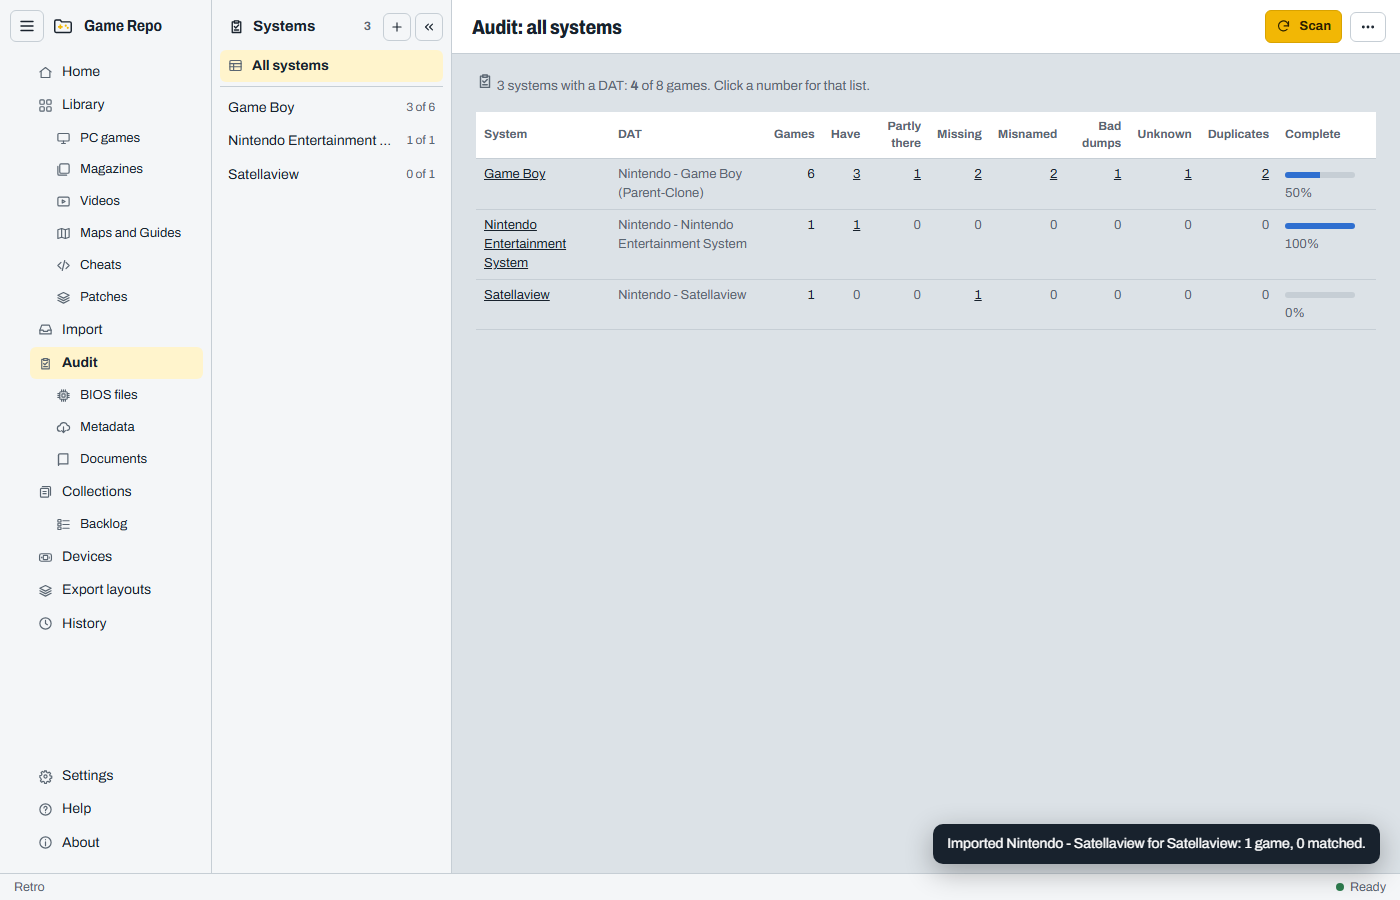 Game Repo
Home
Library
PC games
Magazines
Videos
Maps and Guides
Cheats
Patches
Import
Audit
BIOS files
Metadata
Documents
Collections
Backlog
Devices
Export layouts
History
Settings
Help
About
Systems 3
All systems
Game Boy 3 of 6
Nintendo Entertainment ... 1 of 1
Satellaview 0 of 1
Audit: all systems
Scan
3 systems with a DAT: 4 of 8 games. Click a number for that list.
System DAT Games Have Partly there Missing Misnamed Bad dumps Unknown Duplicates Complete
Game Boy Nintendo - Game Boy 6 3 1 2 2 1 1 2
(Parent-Clone) 50%
Nintendo Nintendo - Nintendo 1 1 0 0 0 0 0 0
Entertainment Entertainment System 100%
System
Satellaview Nintendo - Satellaview 1 0 0 1 0 0 0 0
0%
Imported Nintendo - Satellaview for Satellaview: 1 game, 0 matched.
Retro Ready